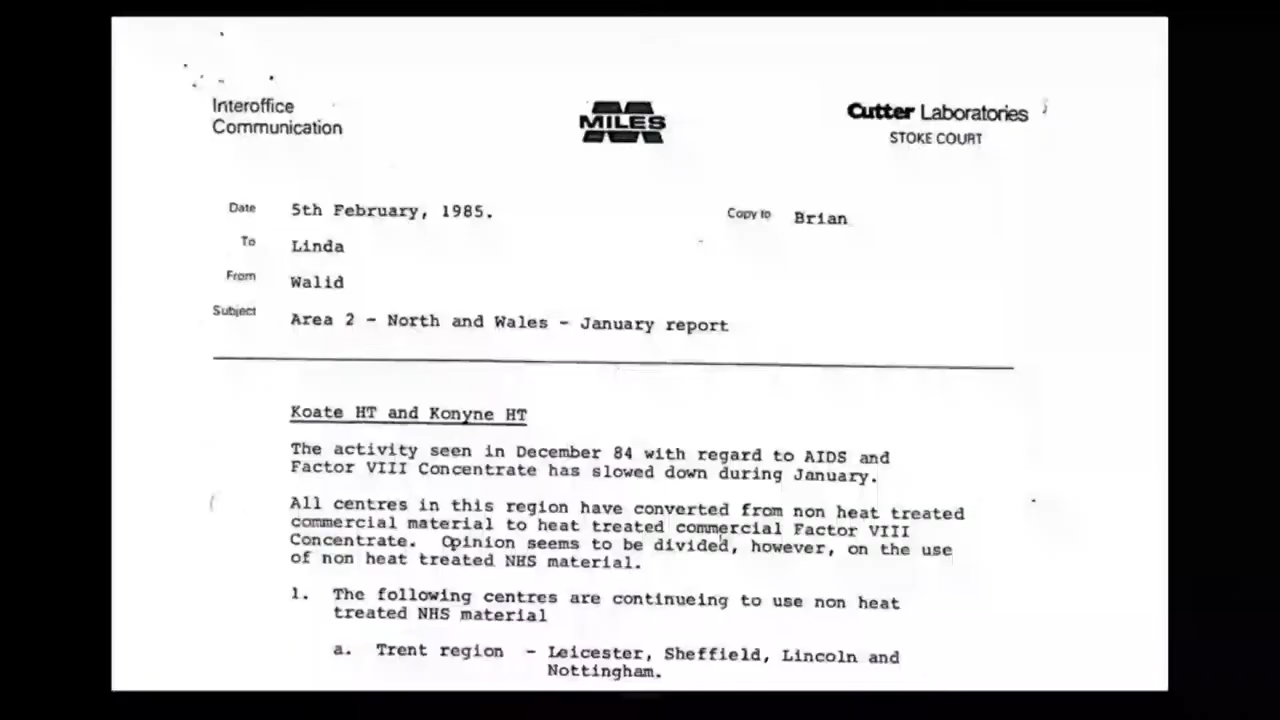 Interoffice
Communication
MILES
Cutter Laboratories
STOKE COURT
Date 5th February, 1985.
Copy to Brian
To Linda
From Walid
Subject Area 2 - North and Wales - January report
Koate HT and Konyne HT
The activity seen in December 84 with regard to AIDS and
Factor VIII Concentrate has slowed down during January.
All centres in this region have converted from non heat treated
commercial material to heat treated commercial Factor VIII
Concentrate. Opinion seems to be divided, however, on the use
of non heat treated NHS material.
1. The following centres are continueing to use non heat
treated NHS material
a. Trent region - Leicester, Sheffield, Lincoln and
Nottingham.